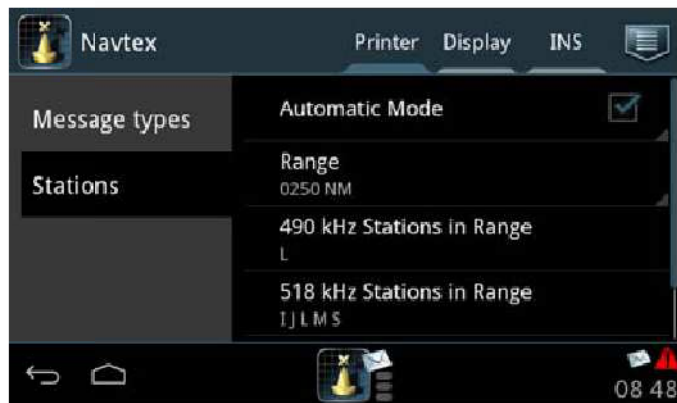 Navtex
Printer Display INS
Message types
Stations
Automatic Mode
Range
0250 NM
490 kHz Stations in Range
L
518 kHz Stations in Range
I J L M S
08 48